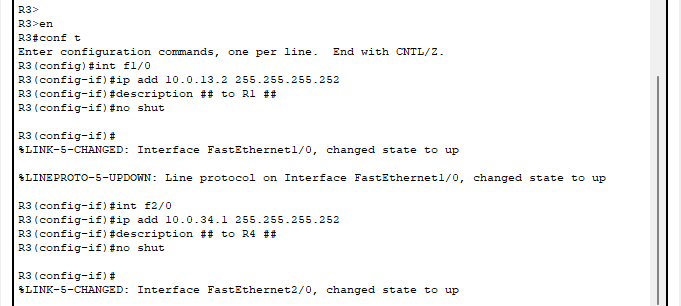 R3>
R3>en
R3#conf t
Enter configuration commands, one per line.  End with CNTL/Z.
R3(config)#int f1/0
R3(config-if)#ip add 10.0.13.2 255.255.255.252
R3(config-if)#description ## to R1 ##
R3(config-if)#no shut
R3(config-if)#
%LINK-5-CHANGED: Interface FastEthernet1/0, changed state to up
%LINEPROTO-5-UPDOWN: Line protocol on Interface FastEthernet1/0, changed state to up
R3(config-if)#int f2/0
R3(config-if)#ip add 10.0.34.1 255.255.255.252
R3(config-if)#description ## to R4 ##
R3(config-if)#no shut
R3(config-if)#
%LINK-5-CHANGED: Interface FastEthernet2/0, changed state to up